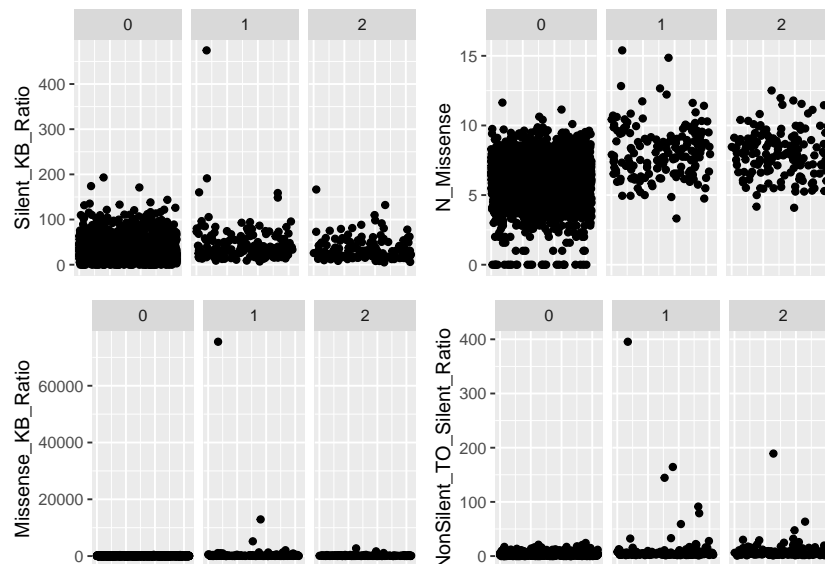 0 1 2
Silent_KB_Ratio
400
300
200
100
0
0 1 2
N_Missense
15
10
5
0
0 1 2
Missense_KB_Ratio
60000
40000
20000
0
0 1 2
NonSilent_TO_Silent_Ratio
400
300
200
100
0